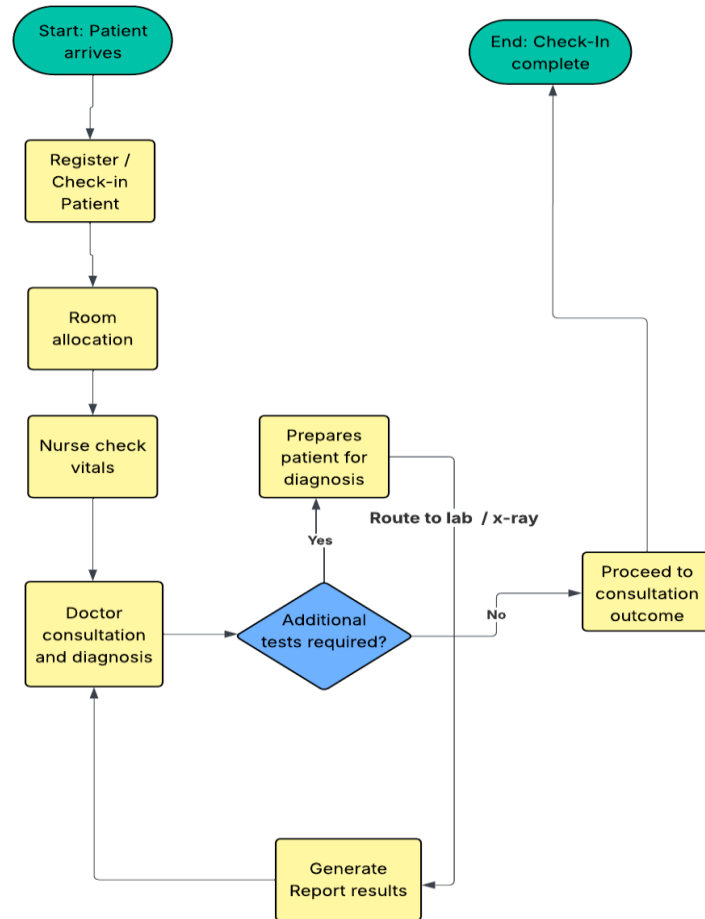 Start: Patient
arrives
End: Check-In
complete
Register /
Check-in
Patient
Room
allocation
Nurse check
vitals
Prepares
patient for
diagnosis
Route to lab / x-ray
Yes
Doctor
consultation
and diagnosis
Additional
tests required?
No
Proceed to
consultation
outcome
Generate
Report results